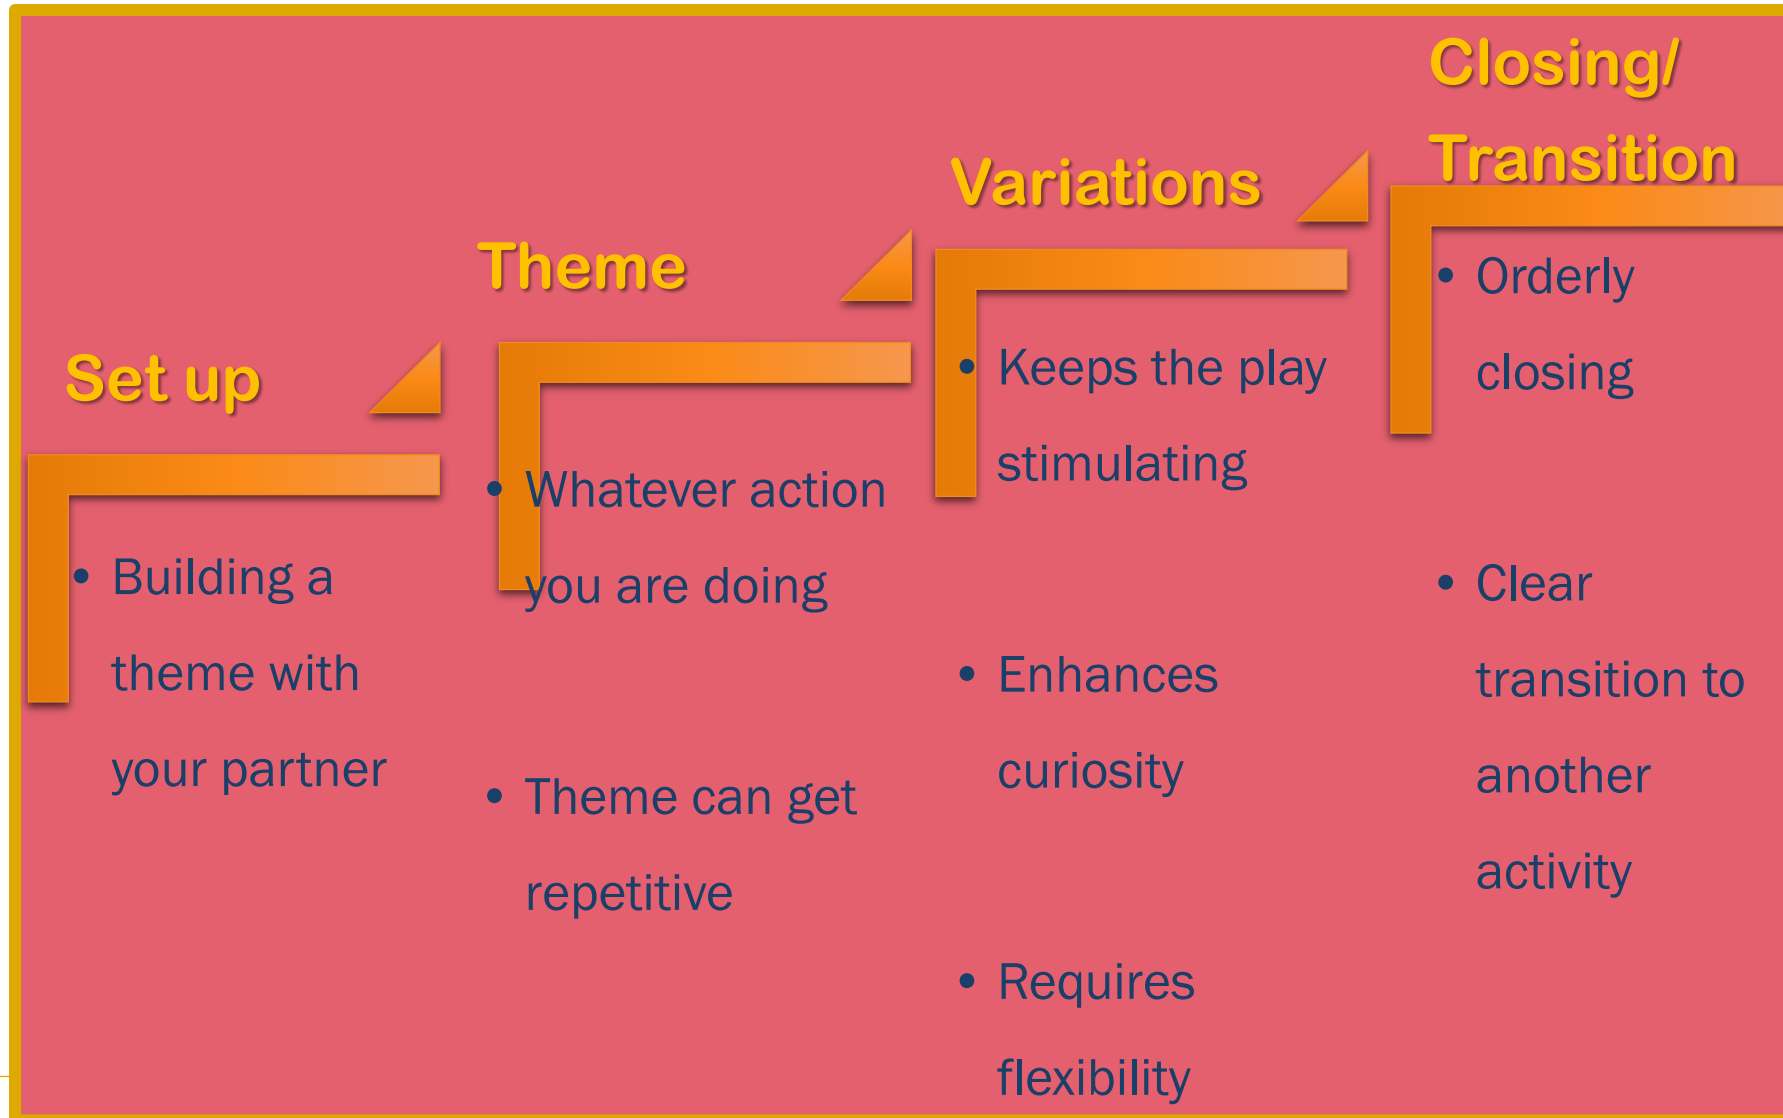 Set up
• Building a
theme with
your partner
Theme
• Whatever action
you are doing
• Theme can get
repetitive
Variations
• Keeps the play
stimulating
• Enhances
curiosity
• Requires
flexibility
Closing/
Transition
• Orderly
closing
• Clear
transition to
another
activity